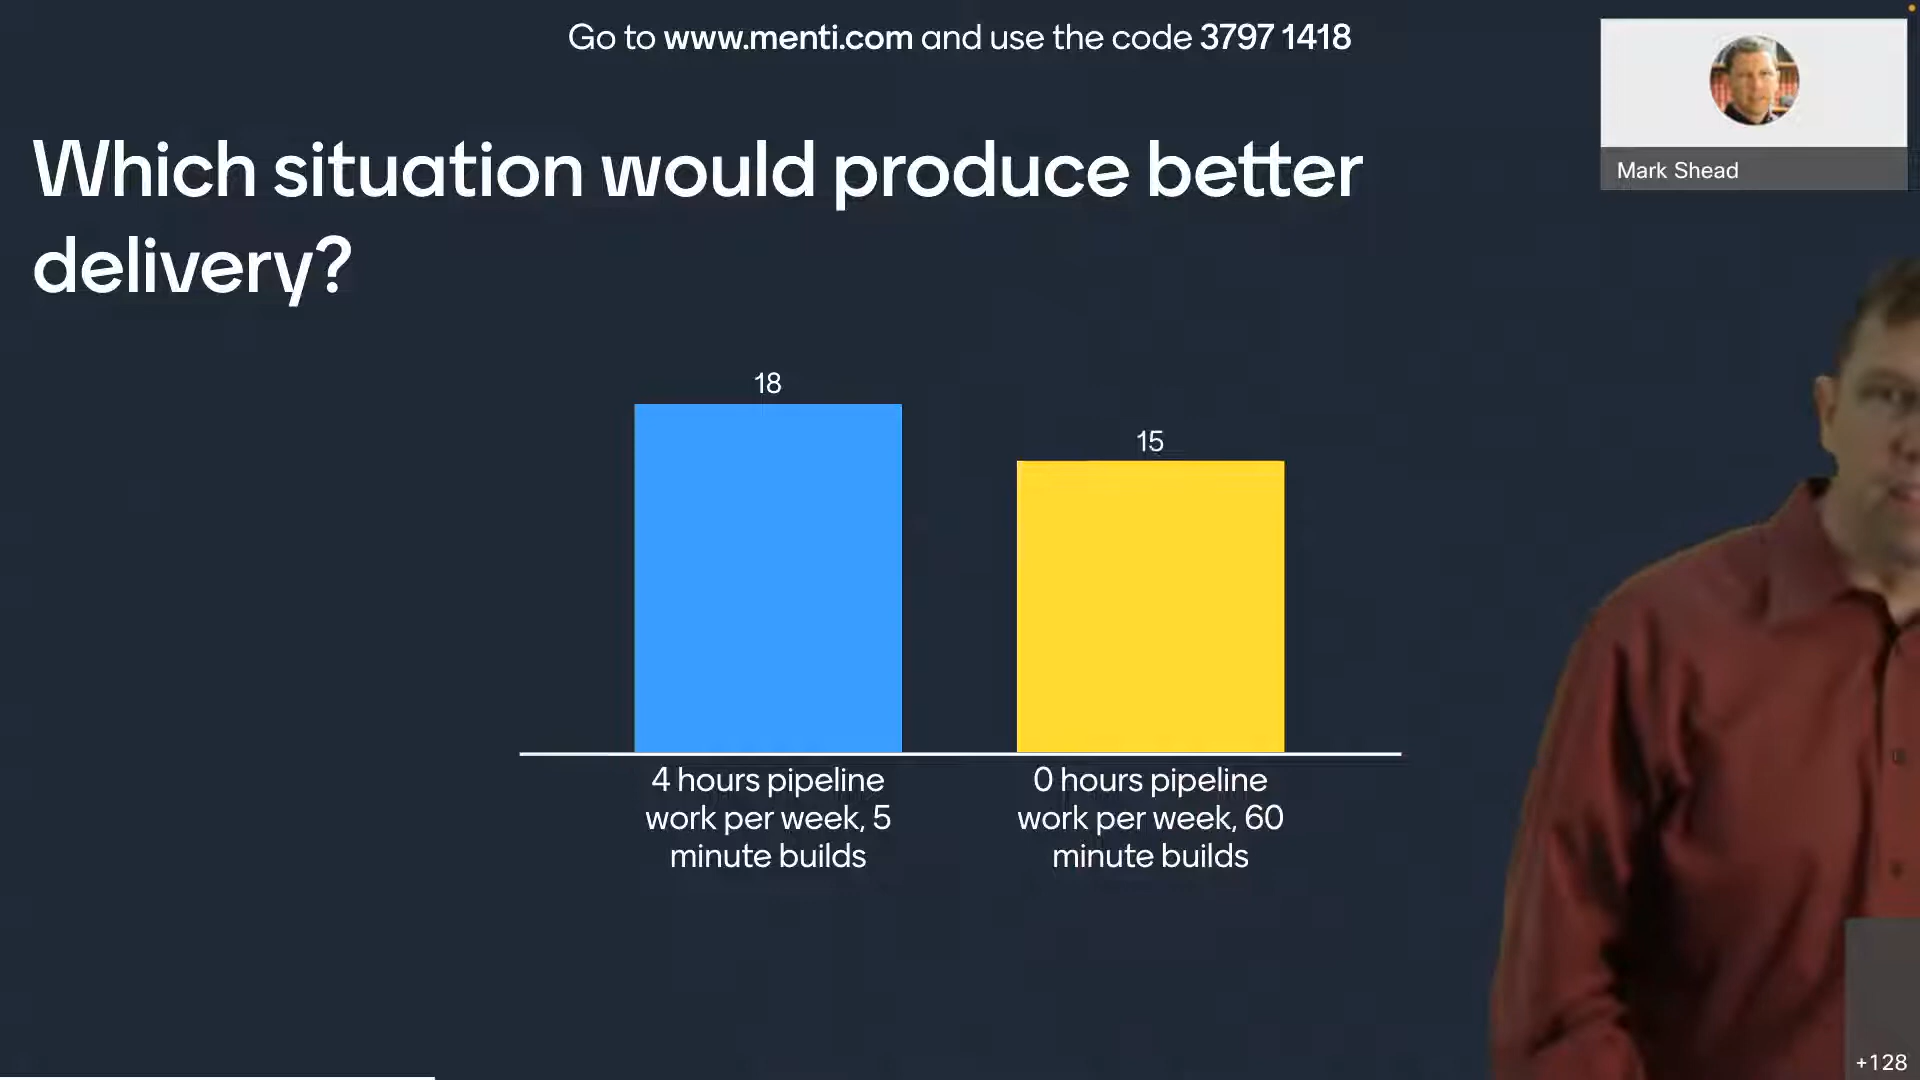 Go to www.menti.com and use the code 3797 1418
Mark Shead
Which situation would produce better
delivery?
18
15
4 hours pipeline
work per week, 5
minute builds
0 hours pipeline
work per week, 60
minute builds
+128